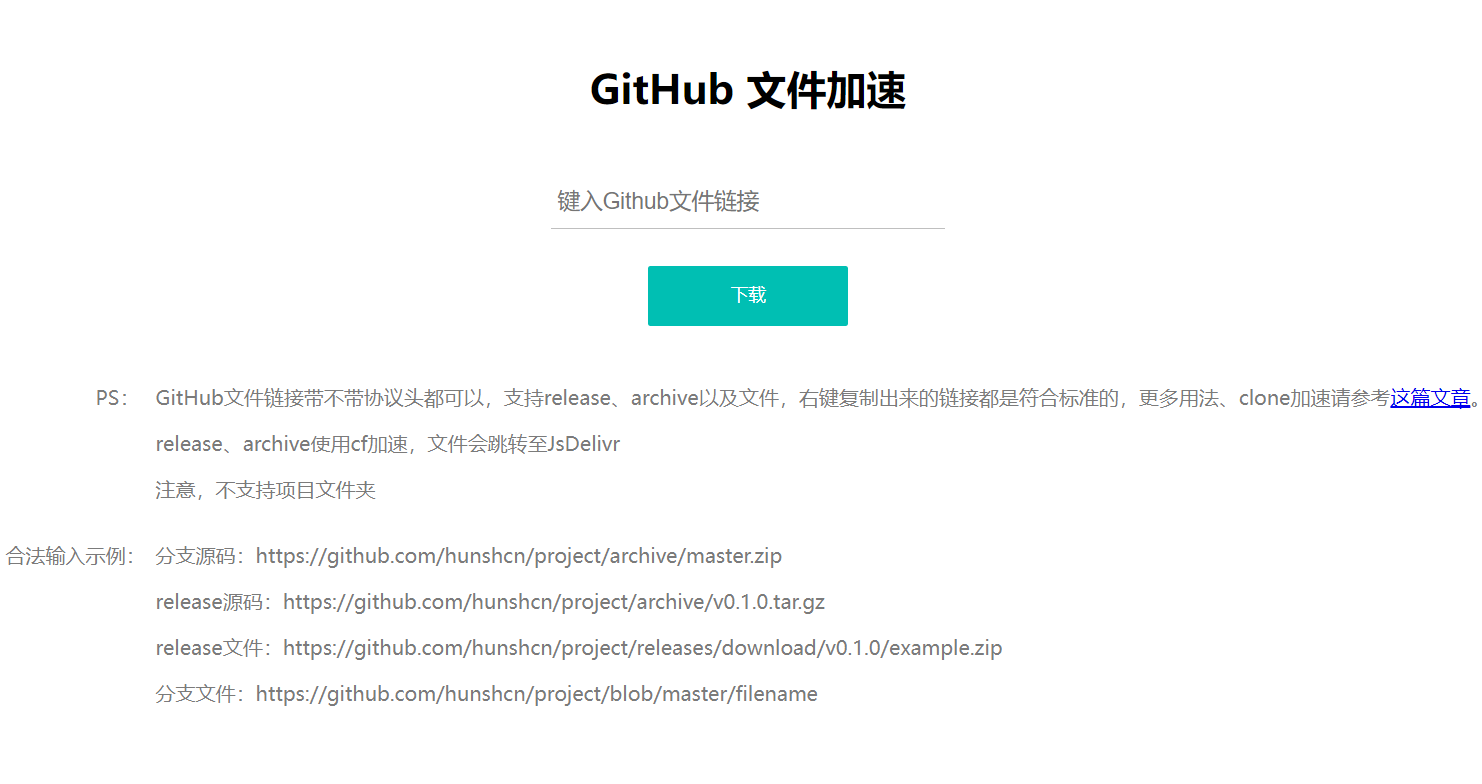 GitHub 文件加速
键入Github文件链接
下载
PS： GitHub文件链接带不带协议头都可以，支持release、archive以及文件，右键复制出来的链接都是符合标准的，更多用法、clone加速请参考这篇文章。
release、archive使用cf加速，文件会跳转至JsDelivr
注意，不支持项目文件夹
合法输入示例： 分支源码：https://github.com/hunshcn/project/archive/master.zip
release源码：https://github.com/hunshcn/project/archive/v0.1.0.tar.gz
release文件：https://github.com/hunshcn/project/releases/download/v0.1.0/example.zip
分支文件：https://github.com/hunshcn/project/blob/master/filename